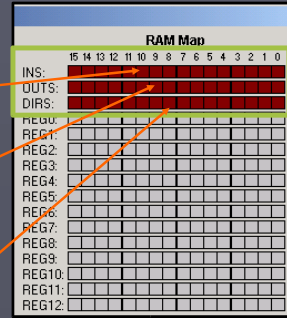 RAM Map
15 14 13 12 11 10 9 8 7 6 5 4 3 2 1 0
INS:
OUTS:
DIRS:
REG0:
REG1:
REG2:
REG3:
REG4:
REG5:
REG6:
REG7:
REG8:
REG9:
REG10:
REG11:
REG12: